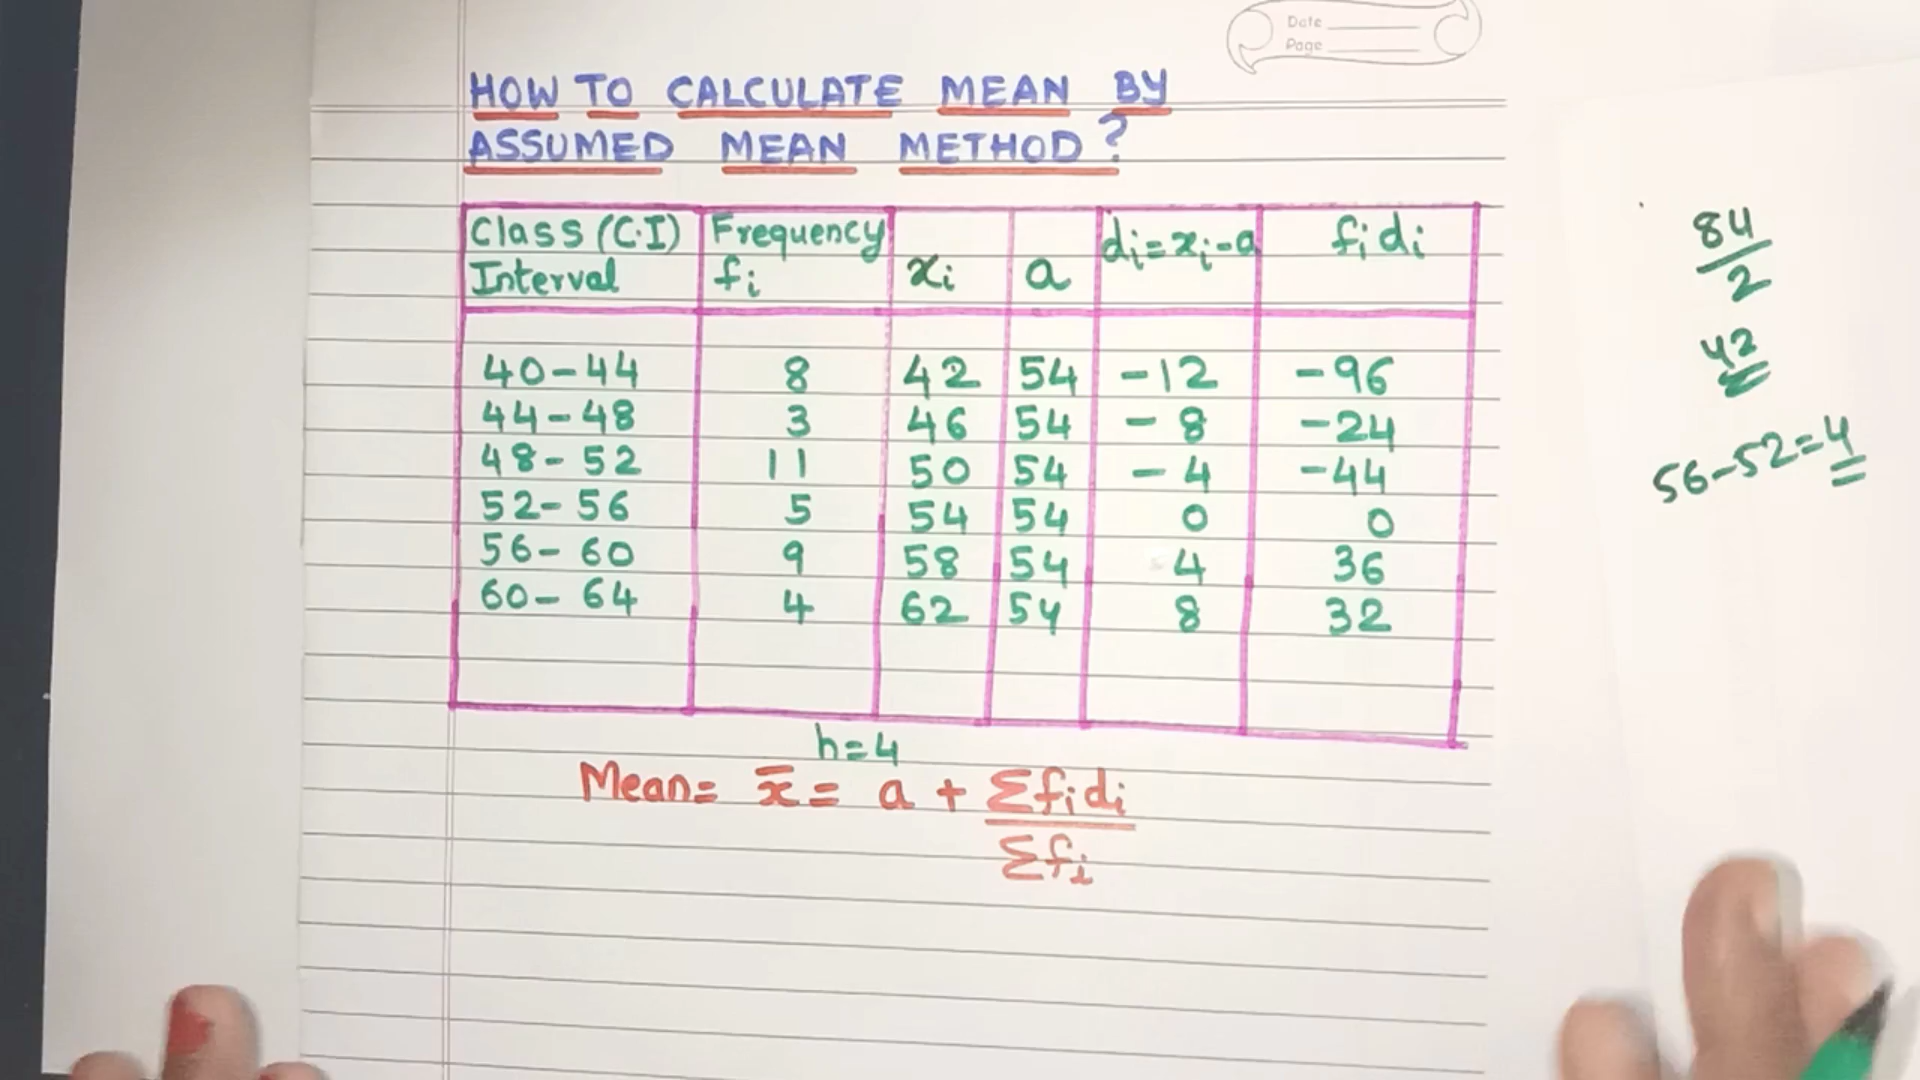 Date
Page
HOW TO CALCULATE MEAN BY
ASSUMED MEAN METHOD?
Class (C.I) Interval Frequency fi xi a di=xi-a fidi
40-44 8 42 54 -12 -96
44-48 3 46 54 -8 -24
48-52 11 50 54 -4 -44
52-56 5 54 54 0 0
56-60 9 58 54 4 36
60-64 4 62 54 8 32
h=4
Mean= x̄= a + Σfidi
Σfi
84
2
42
56-52=4